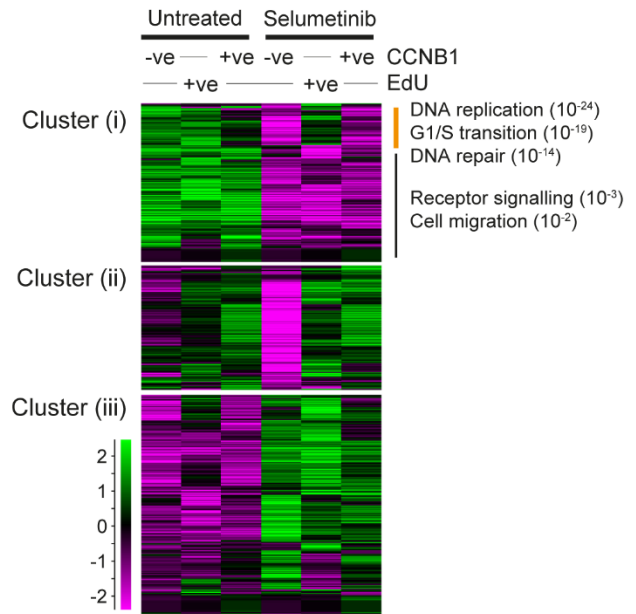 Untreated Selumetinib
-ve — +ve -ve — +ve CCNB1
— +ve — — +ve — EdU
Cluster (i)
DNA replication (10⁻²⁴)
G1/S transition (10⁻¹⁹)
DNA repair (10⁻¹⁴)
Receptor signalling (10⁻³)
Cell migration (10⁻²)
Cluster (ii)
Cluster (iii)
2
1
0
-1
-2